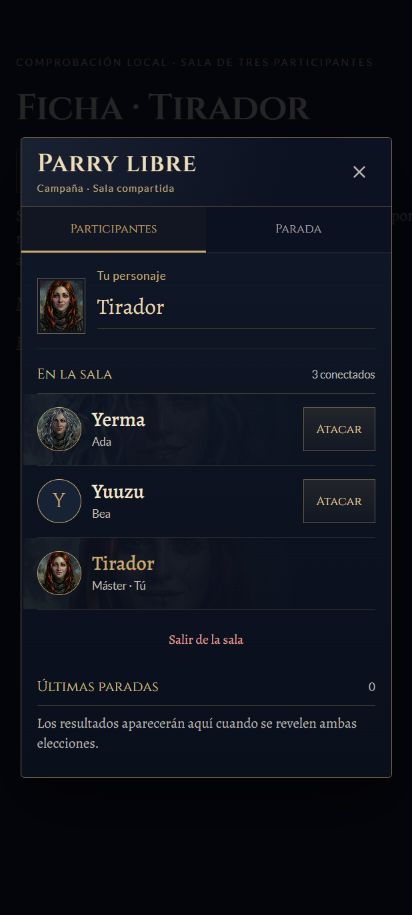 COMPROBACIÓN LOCAL · SALA DE TRES PARTICIPANTES
FICHA · TIRADOR
PARRY LIBRE
Campaña · Sala compartida
PARTICIPANTES
PARADA
Tu personaje
Tirador
EN LA SALA
3 conectados
Yerma
Ada
ATACAR
Y
Yuuzu
Bea
ATACAR
Tirador
Máster · Tú
Salir de la sala
ÚLTIMAS PARADAS
0
Los resultados aparecerán aquí cuando se revelen ambas
elecciones.